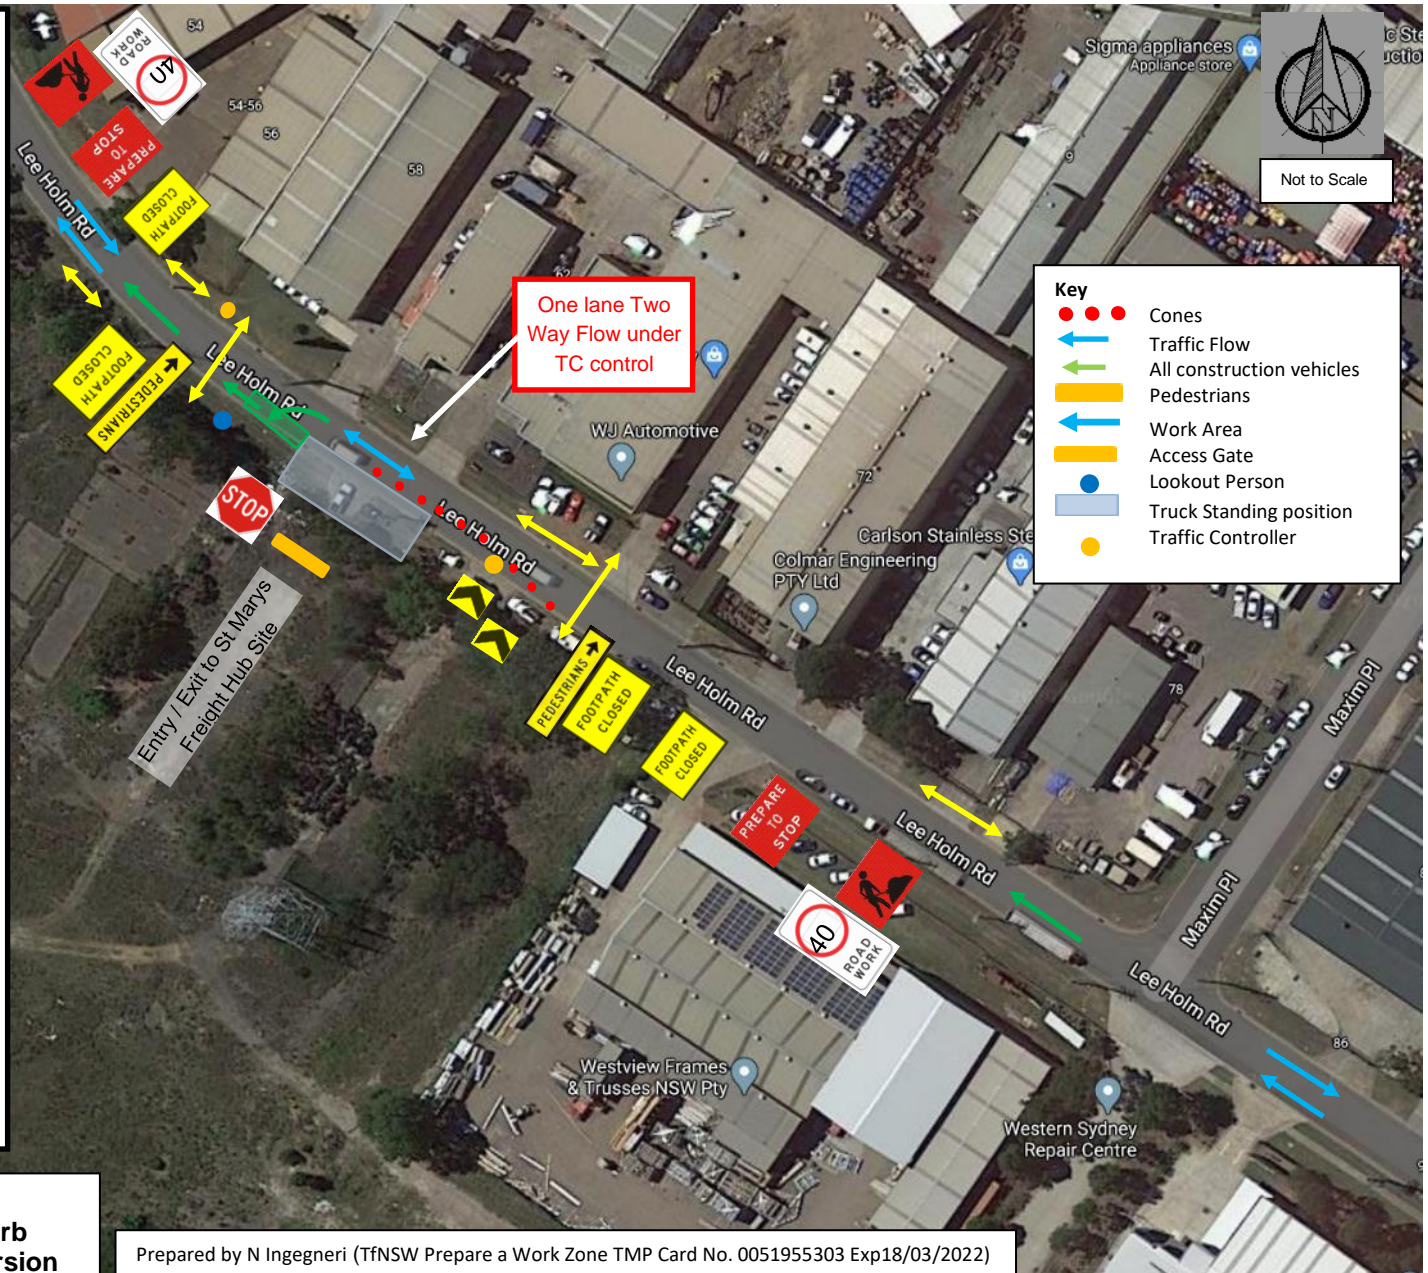 54
ROAD
WORK
40
54-56
56
58
PREPARE
TO
STOP
FOOTPATH
CLOSED
Lee Holm Rd
62
Sigma appliances
Appliance store
9
N
Not to Scale
One lane Two
Way Flow under
TC control
Key
Cones
Traffic Flow
All construction vehicles
Pedestrians
Work Area
Access Gate
Lookout Person
Truck Standing position
Traffic Controller
FOOTPATH
CLOSED
PEDESTRIANS
Lee Holm Rd
WJ Automotive
72
STOP
Lee Holm Rd
Carlson Stainless Ste
Colmar Engineering
PTY Ltd
Entry / Exit to St Marys
Freight Hub Site
PEDESTRIANS
FOOTPATH
CLOSED
Lee Holm Rd
78
Maxim Pl
FOOTPATH
CLOSED
PREPARE
TO
STOP
Lee Holm Rd
40
ROAD
WORK
Maxim Pl
Lee Holm Rd
86
Westview Frames
& Trusses NSW Pty
Western Sydney
Repair Centre
rb
rsion
Prepared by N Ingegneri (TfNSW Prepare a Work Zone TMP Card No. 0051955303 Exp18/03/2022)